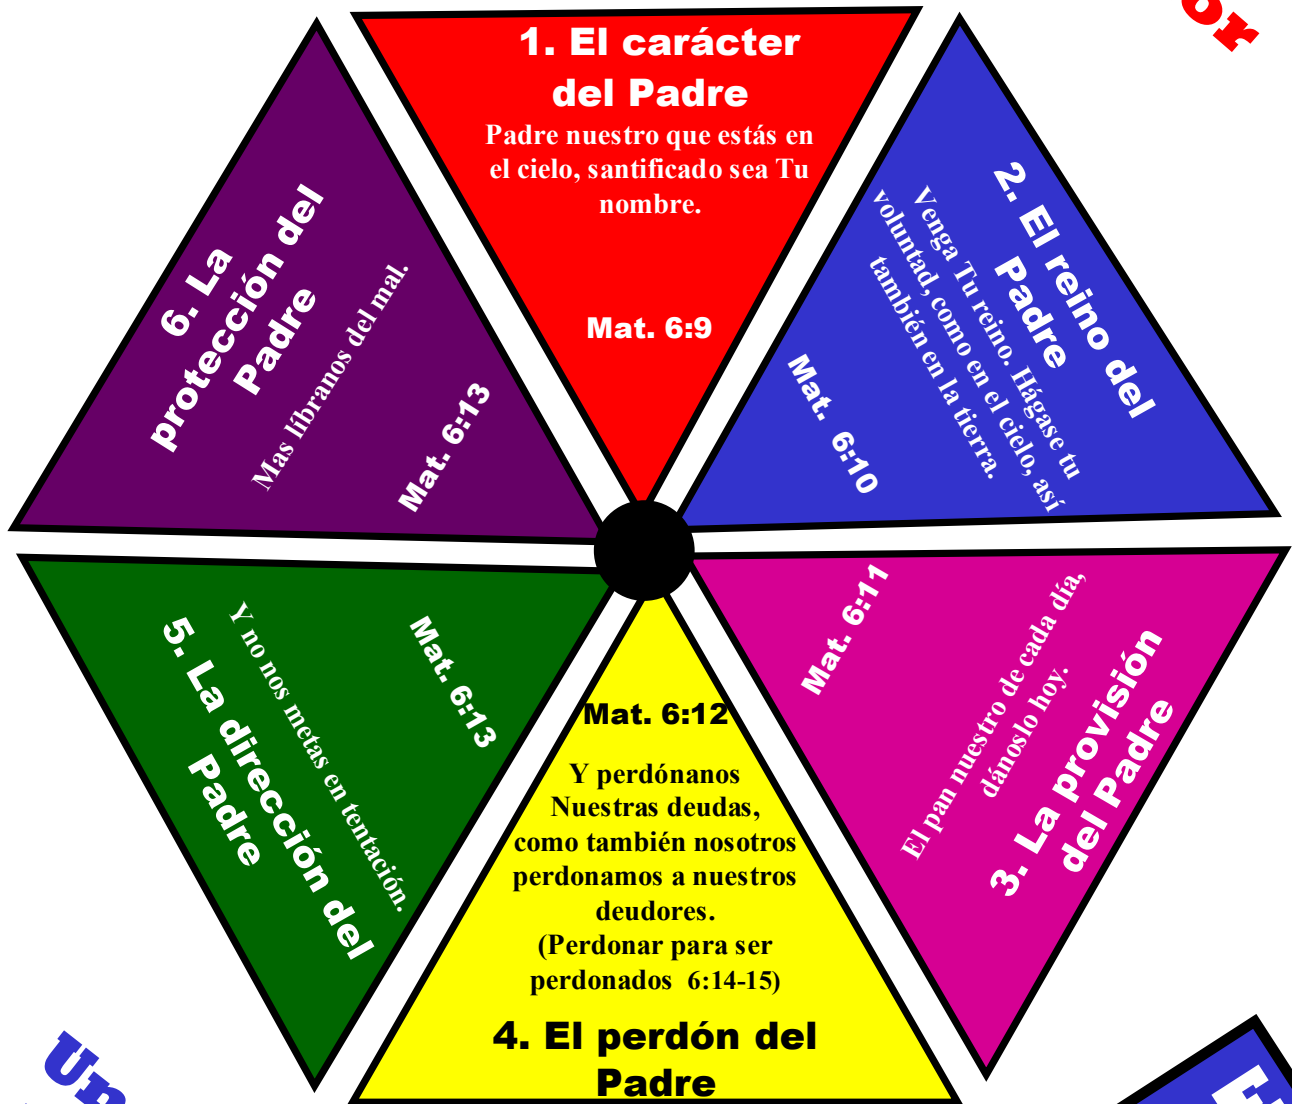 or
1. El carácter
del Padre
Padre nuestro que estás en
el cielo, santificado sea Tu
nombre.
Mat. 6:9
2. El reino del
Padre
Venga Tu reino. Hágase tu
voluntad, como en el cielo, así
también en la tierra.
Mat. 6:10
Mat. 6:11
El pan nuestro de cada día,
dánoslo hoy.
3. La provisión
del Padre
Mat. 6:12
Y perdónanos
Nuestras deudas,
como también nosotros
perdonamos a nuestros
deudores.
(Perdonar para ser
perdonados 6:14-15)
4. El perdón del
Padre
Mat. 6:13
Y no nos metas en tentación.
5. La dirección del
Padre
6. La
protección del
Padre
Mas libranos del mal.
Mat. 6:13
Un